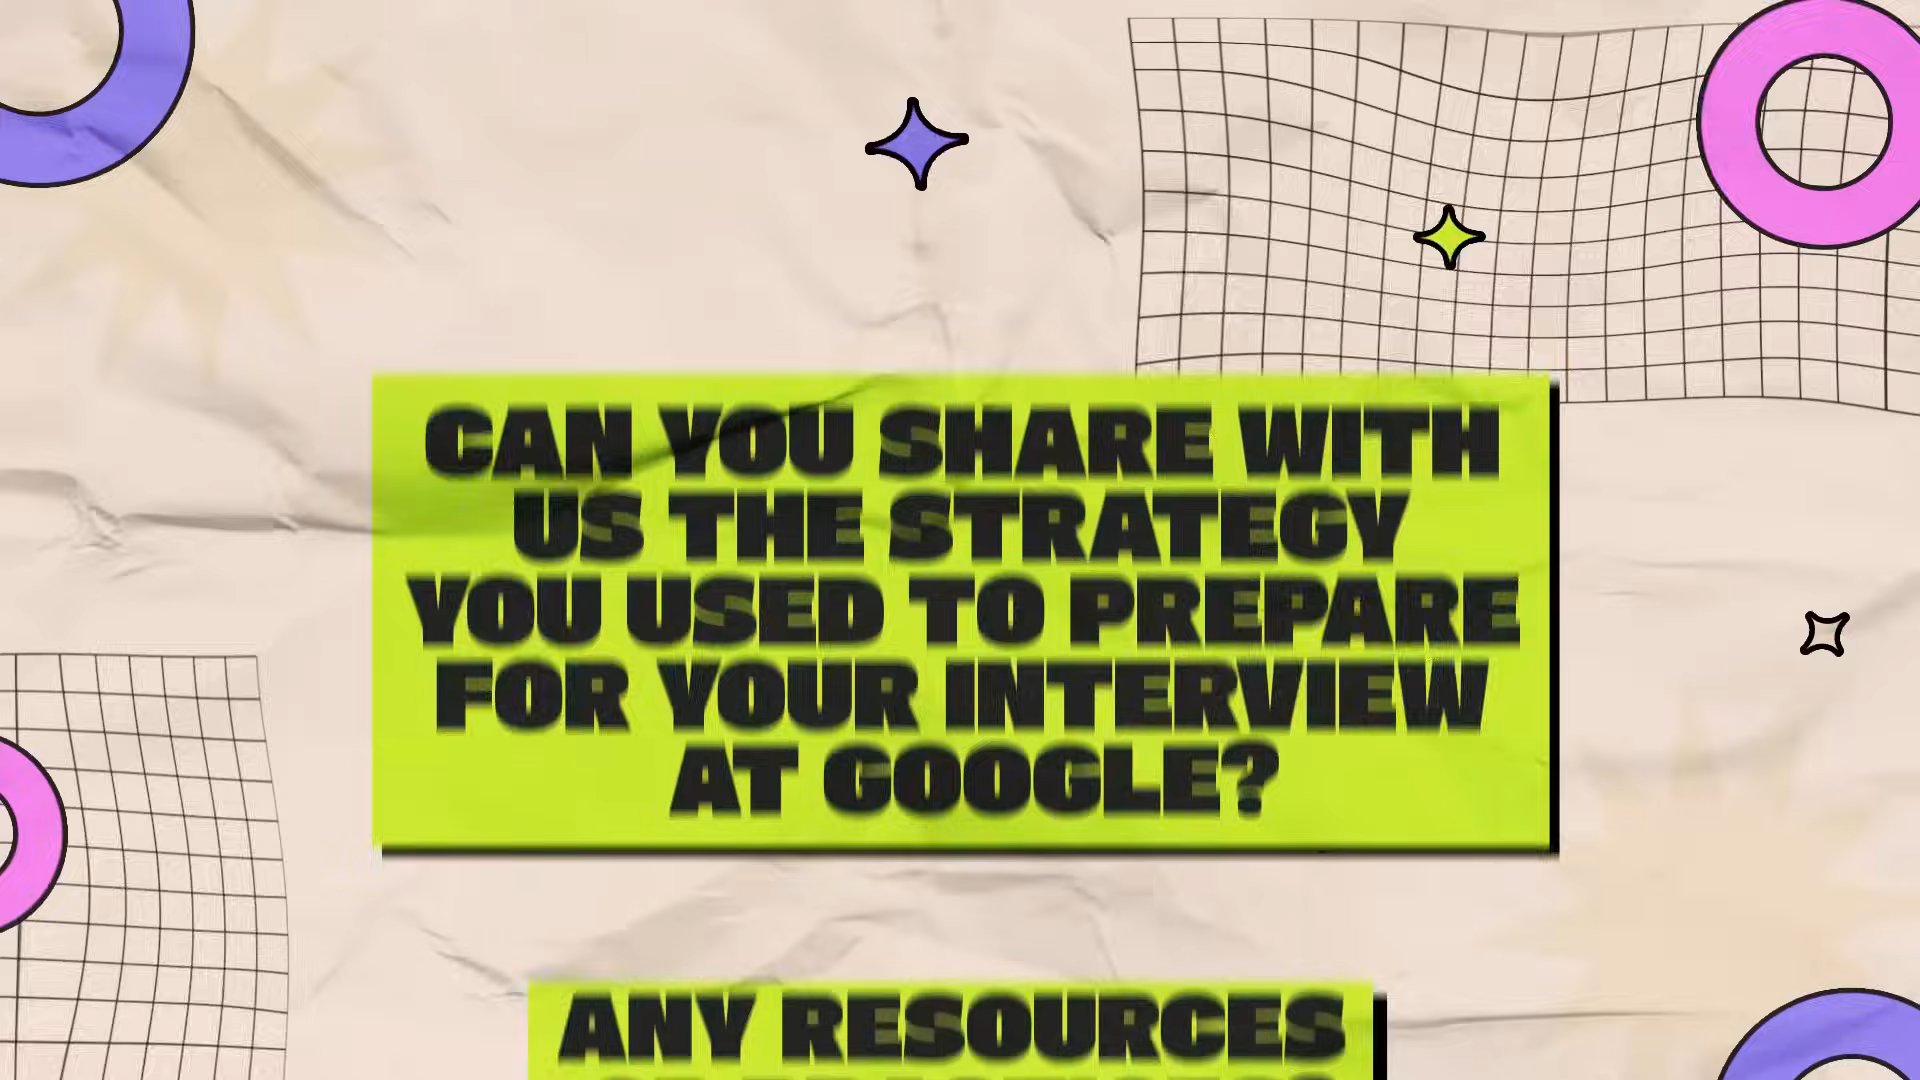 CAN YOU SHARE WITH
US THE STRATEGY
YOU USED TO PREPARE
FOR YOUR INTERVIEW
AT GOOGLE?
ANY RESOURCES